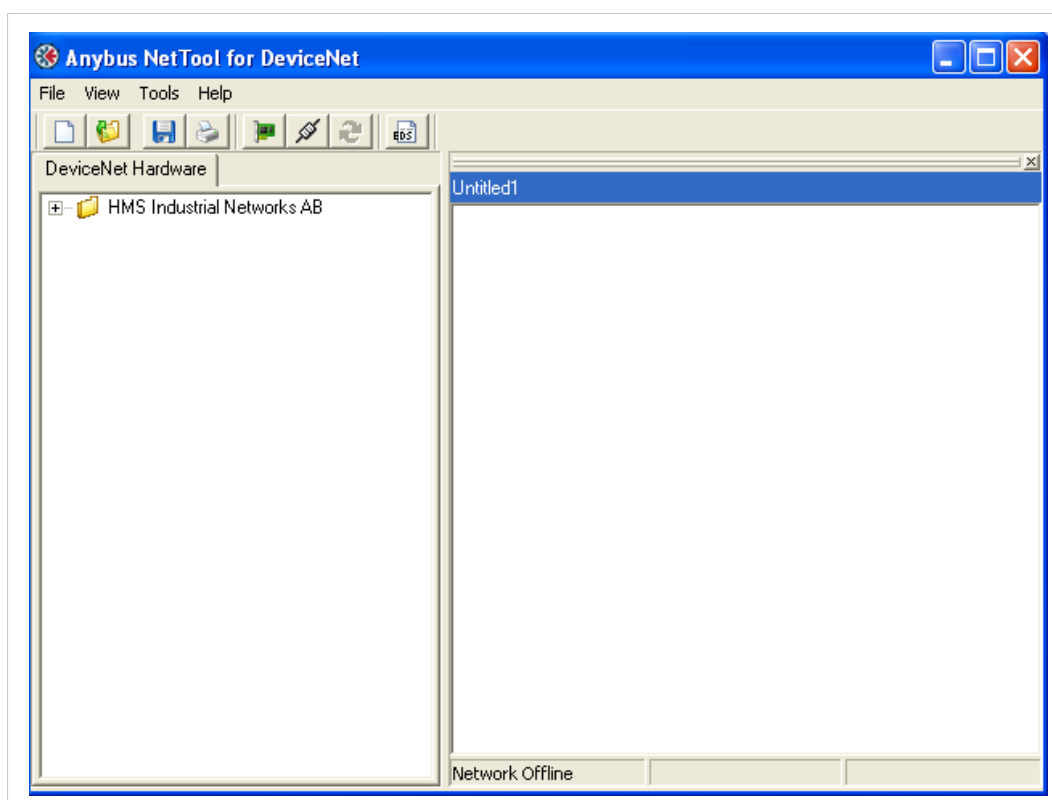 Anybus NetTool for DeviceNet
File View Tools Help
EDS
DeviceNet Hardware
Untitled1
HMS Industrial Networks AB
Network Offline